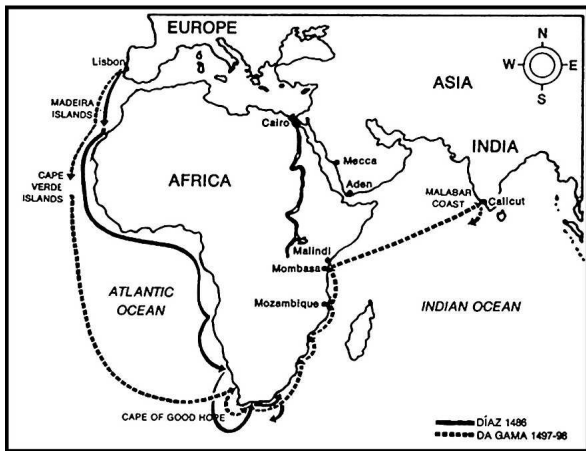 EUROPE
N
W
E
S
Lisbon
ASIA
MADEIRA
ISLANDS
Cairo
INDIA
Mecca
CAPE
VERDE
ISLANDS
AFRICA
Aden
MALABAR
COAST
Calicut
Malindi
Mombasa
ATLANTIC
OCEAN
Mozambique
INDIAN OCEAN
CAPE OF GOOD HOPE
DÍAZ 1486
DA GAMA 1497-98